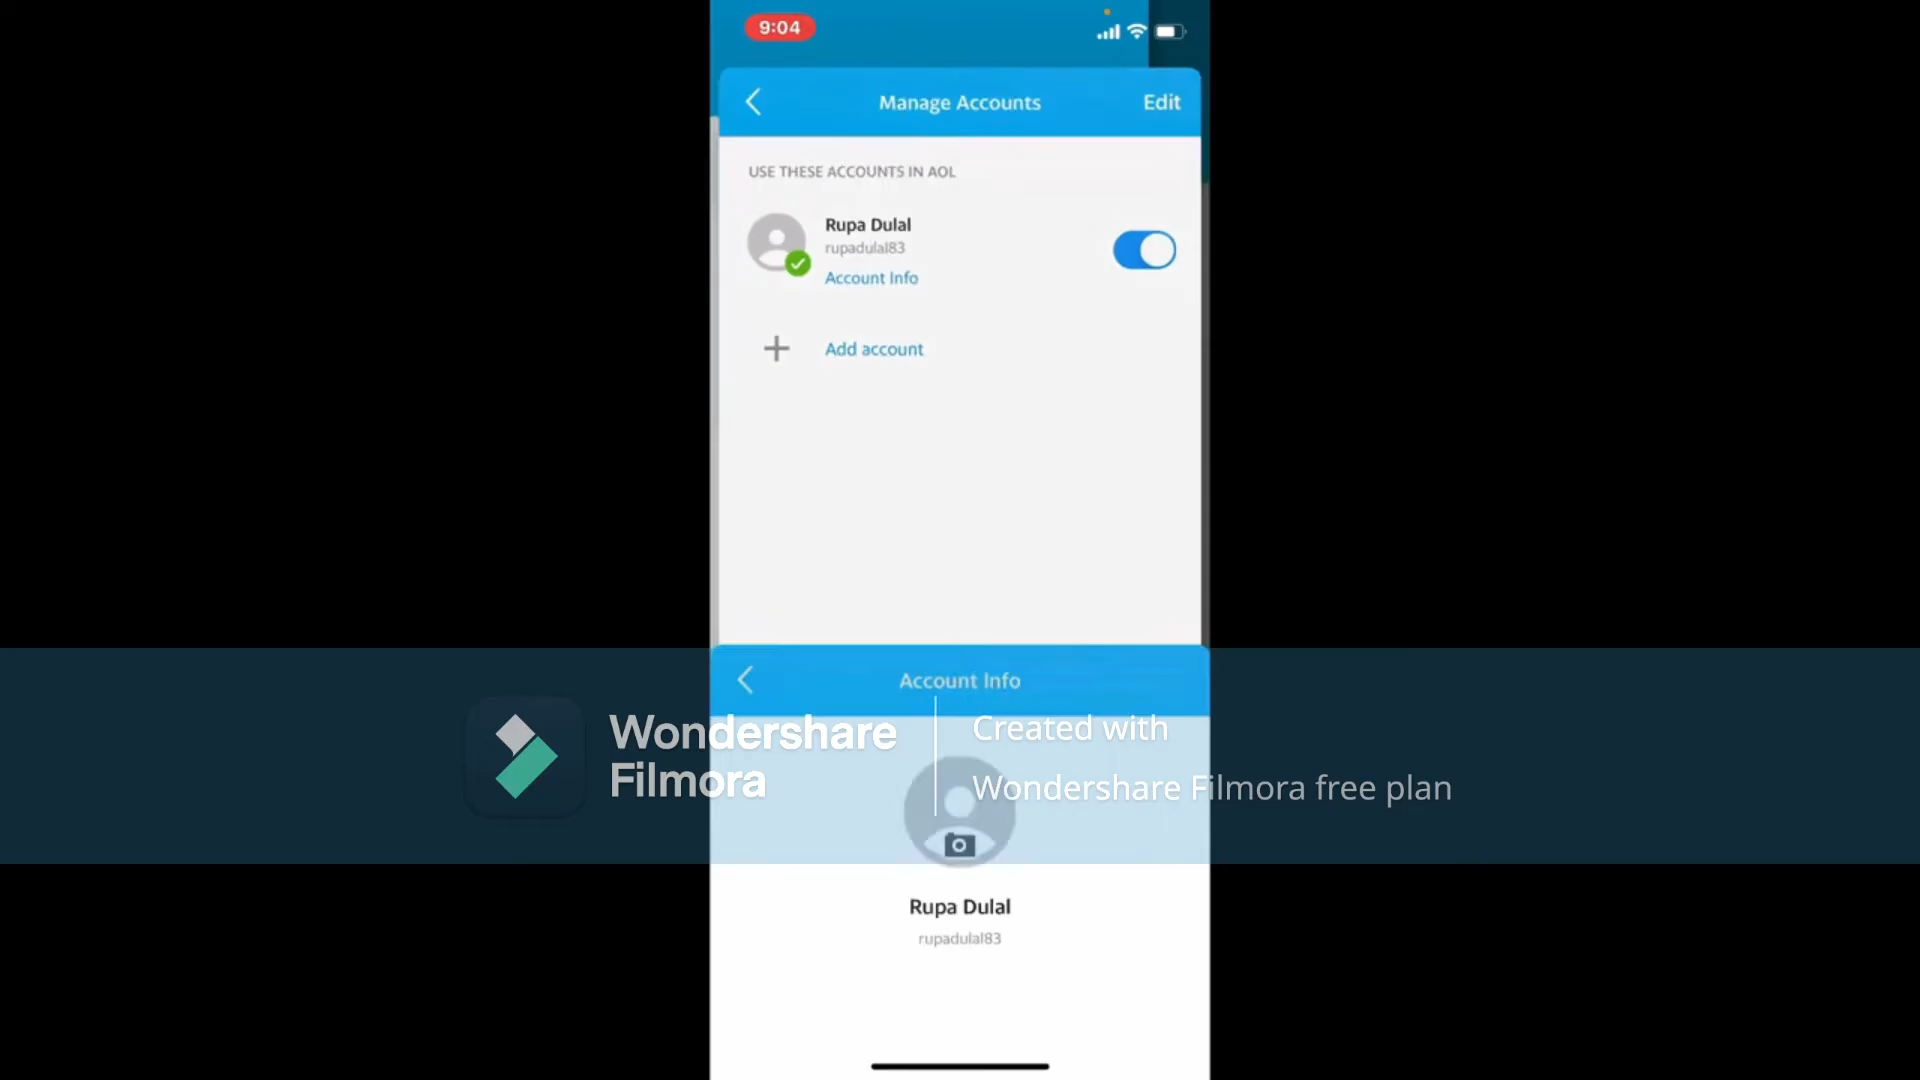 9:04
Manage Accounts
Edit
USE THESE ACCOUNTS IN AOL
Rupa Dulal
rupadulal83
Account Info
Add account
Account Info
Wondershare
Filmora
Created with
Wondershare Filmora free plan
Rupa Dulal
rupadulal83